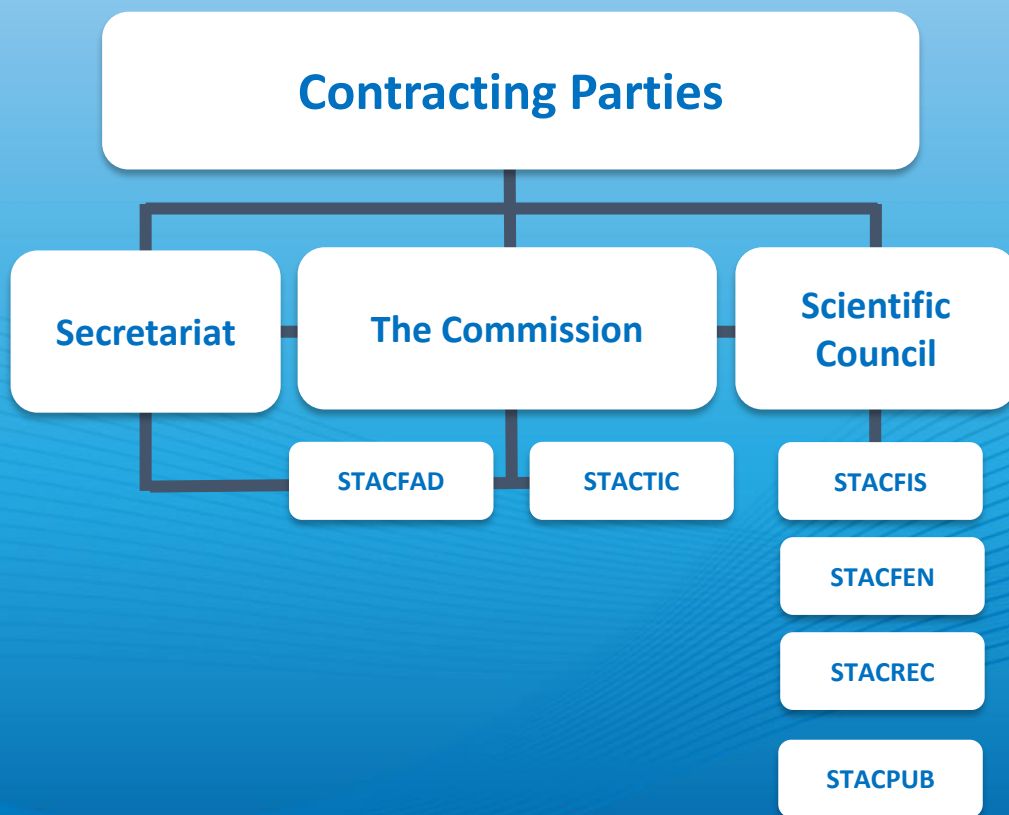 Contracting Parties
Secretariat
The Commission
Scientific
Council
STACFAD
STACTIC
STACFIS
STACFEN
STACREC
STACPUB